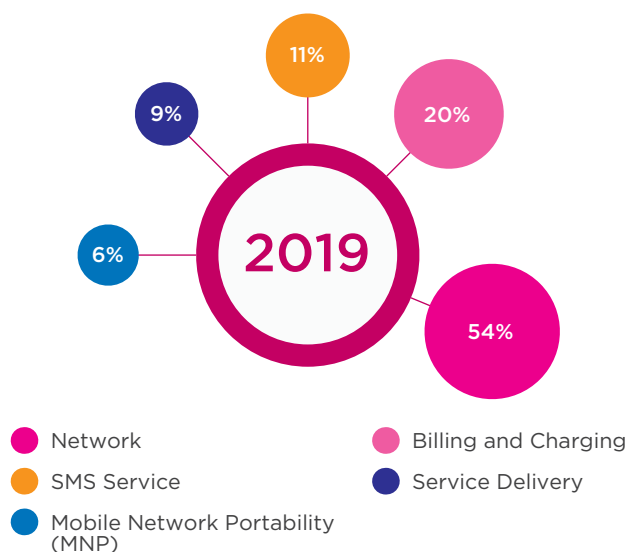 11%
9%
20%
6%
2019
54%
Network
Billing and Charging
SMS Service
Service Delivery
Mobile Network Portability
(MNP)